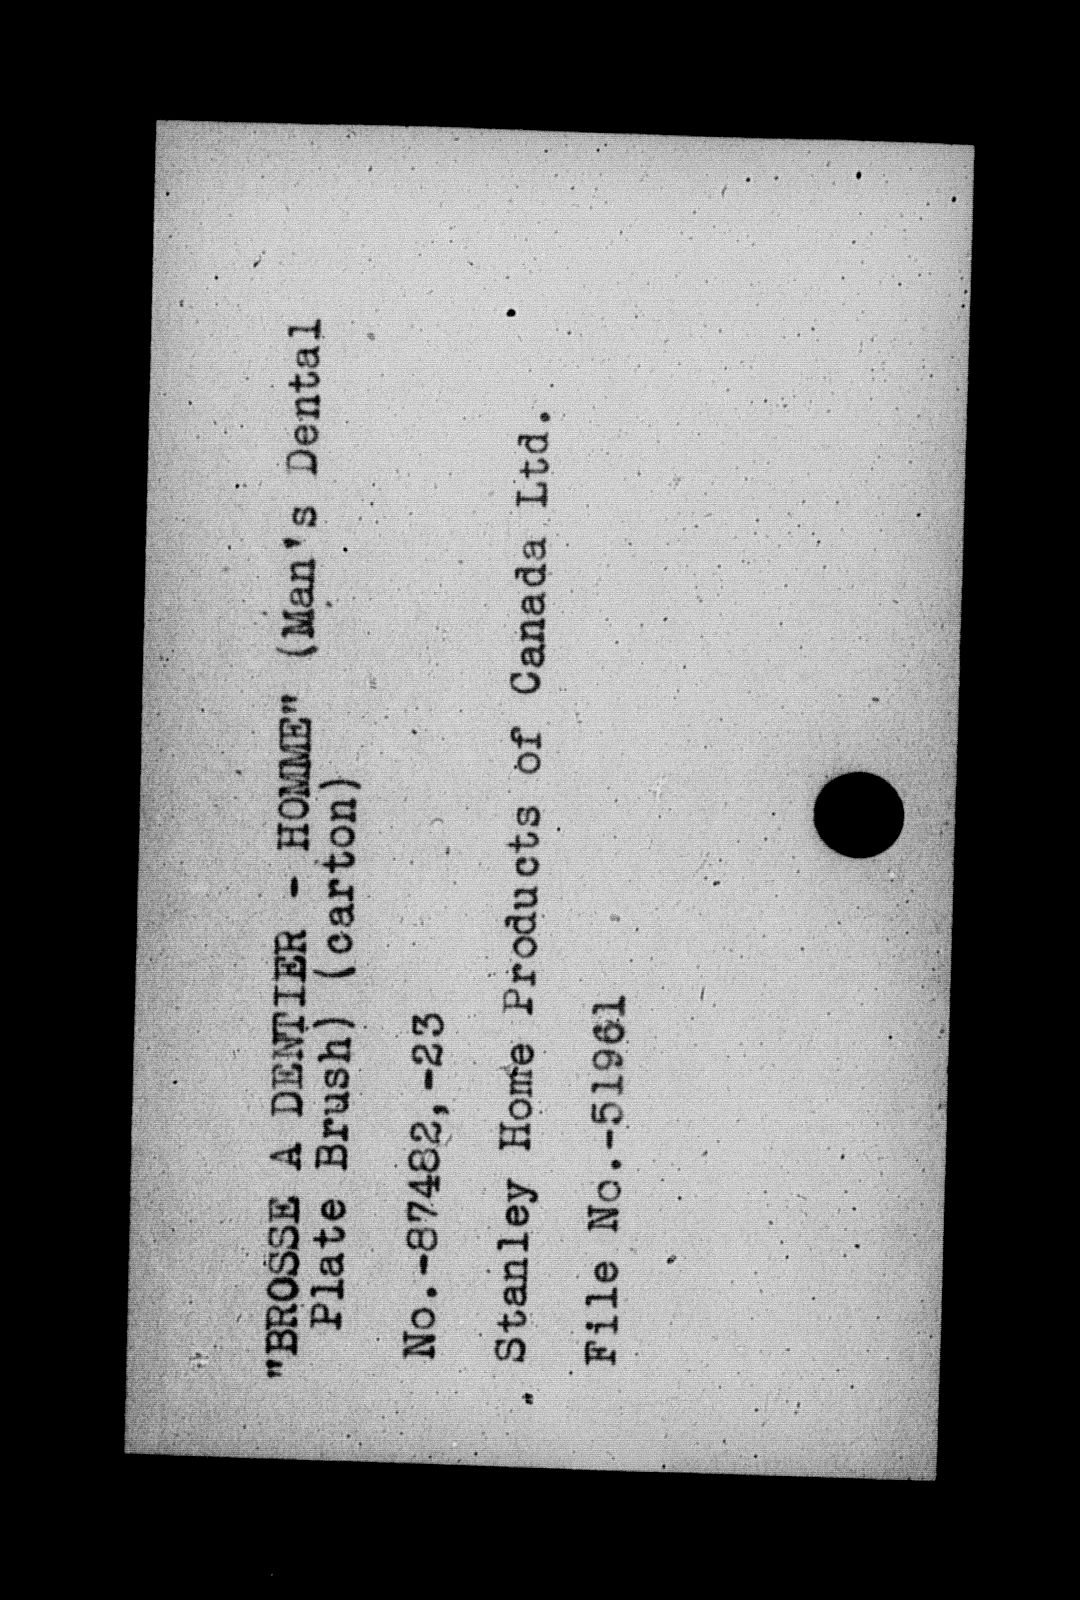 "BROSSE A DENTIER - HOMME" (Man's Dental
Plate Brush) (carton)
No.-87482,-23
Stanley Home Products of Canada Ltd.
File No.-51961